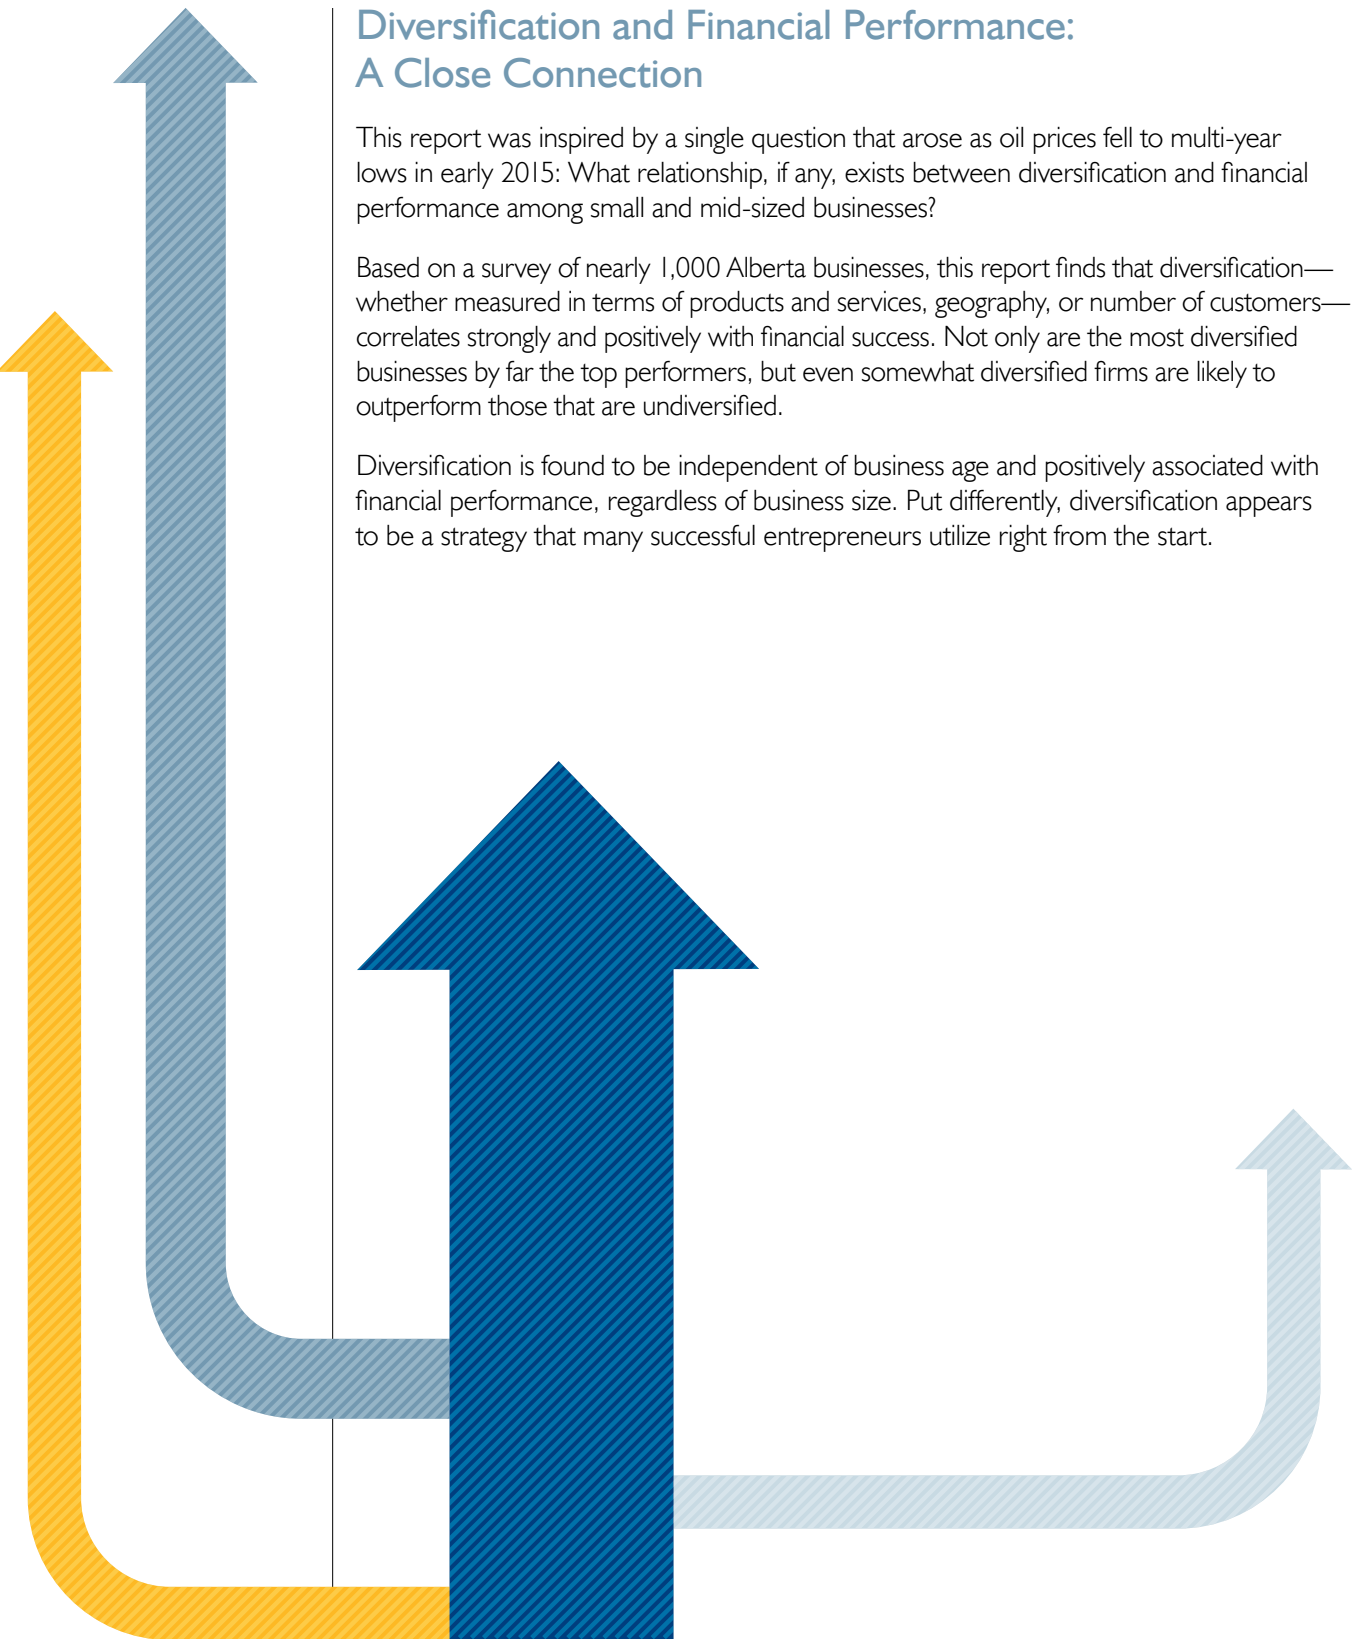 Diversification and Financial Performance:
A Close Connection
This report was inspired by a single question that arose as oil prices fell to multi-year
lows in early 2015: What relationship, if any, exists between diversification and financial
performance among small and mid-sized businesses?
Based on a survey of nearly 1,000 Alberta businesses, this report finds that diversification—
whether measured in terms of products and services, geography, or number of customers—
correlates strongly and positively with financial success. Not only are the most diversified
businesses by far the top performers, but even somewhat diversified firms are likely to
outperform those that are undiversified.
Diversification is found to be independent of business age and positively associated with
financial performance, regardless of business size. Put differently, diversification appears
to be a strategy that many successful entrepreneurs utilize right from the start.